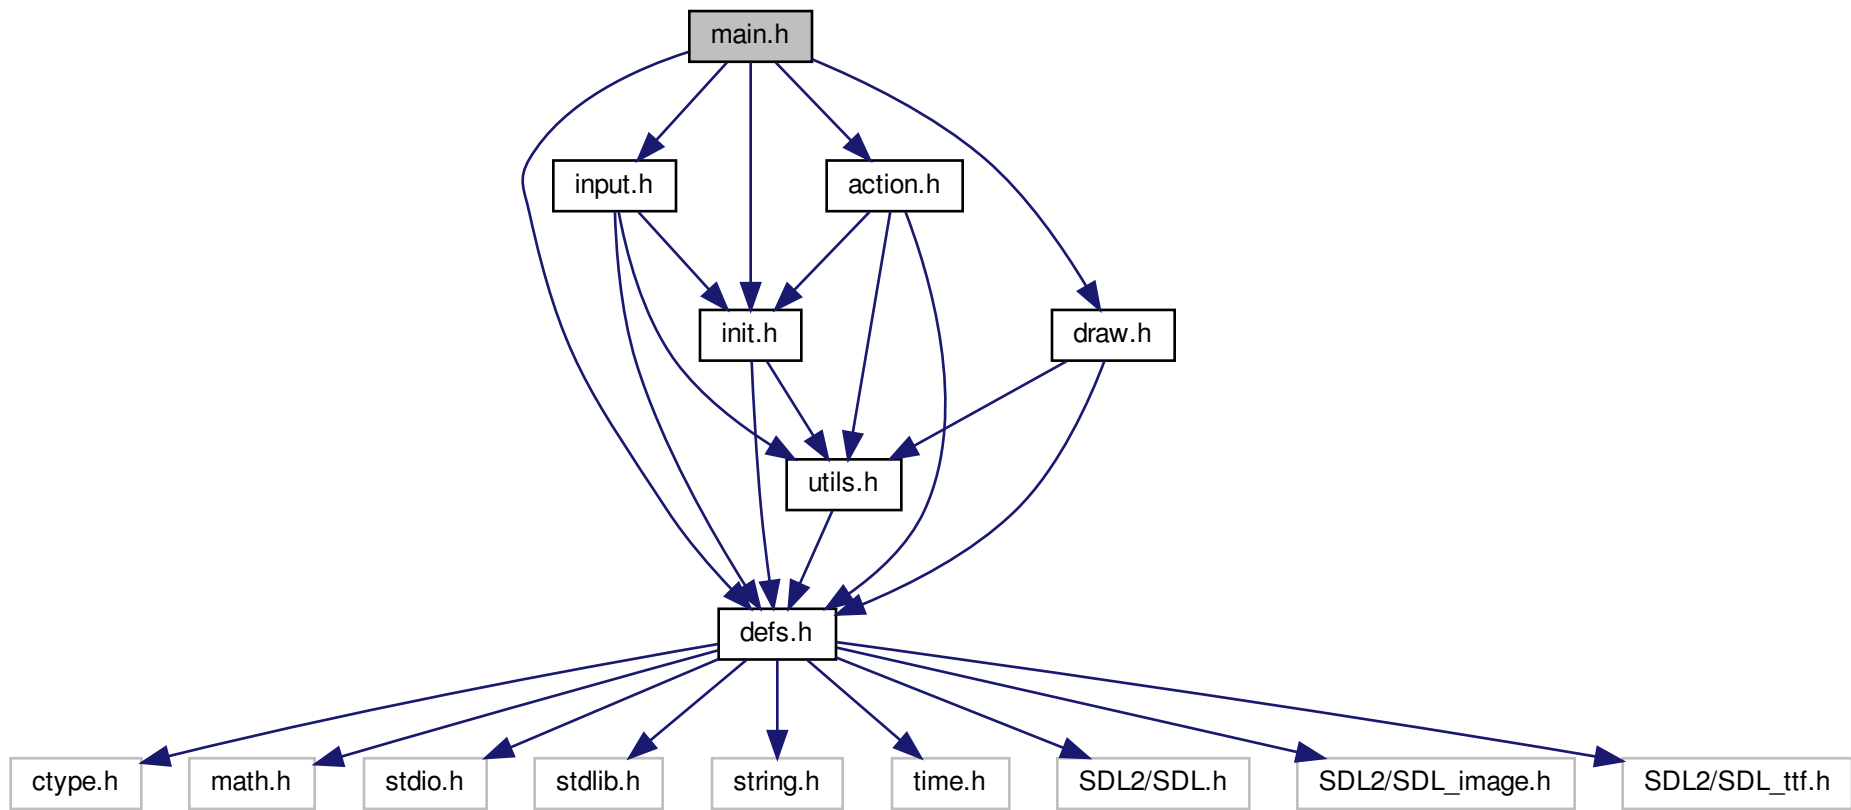 main.h
input.h
action.h
init.h
draw.h
utils.h
defs.h
ctype.h
math.h
stdio.h
stdlib.h
string.h
time.h
SDL2/SDL.h
SDL2/SDL_image.h
SDL2/SDL_ttf.h